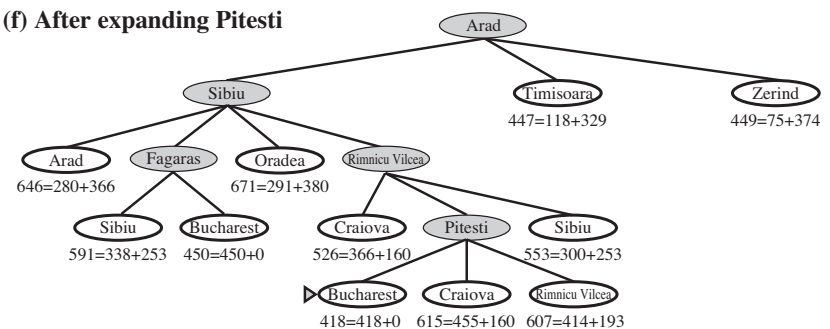 (f) After expanding Pitesti
Arad
Sibiu
Timisoara
Zerind
447=118+329
449=75+374
Arad
Fagaras
Oradea
Rimnicu Vilcea
646=280+366
671=291+380
Sibiu
Bucharest
Craiova
Pitesti
Sibiu
591=338+253
450=450+0
526=366+160
553=300+253
Bucharest
Craiova
Rimnicu Vilcea
418=418+0
615=455+160
607=414+193